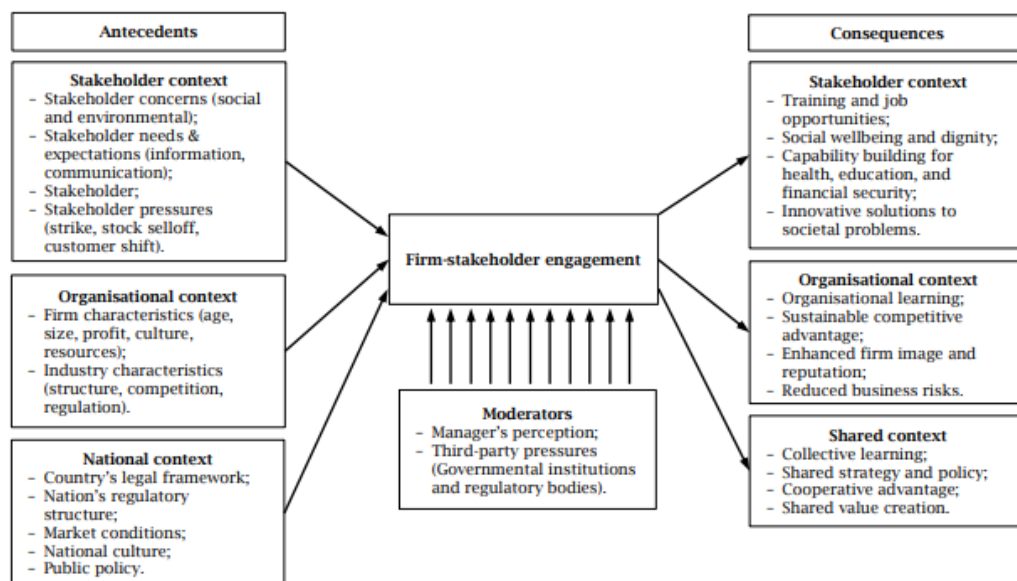 Antecedents
Stakeholder context
– Stakeholder concerns (social
and environmental);
– Stakeholder needs &
expectations (information,
communication);
– Stakeholder;
– Stakeholder pressures
(strike, stock selloff,
customer shift).
Organisational context
– Firm characteristics (age,
size, profit, culture,
resources);
– Industry characteristics
(structure, competition,
regulation).
National context
– Country's legal framework;
– Nation's regulatory
structure;
– Market conditions;
– National culture;
– Public policy.
Firm-stakeholder engagement
Moderators
– Manager's perception;
– Third-party pressures
(Governmental institutions
and regulatory bodies).
Consequences
Stakeholder context
– Training and job
opportunities;
– Social wellbeing and dignity;
– Capability building for
health, education, and
financial security;
– Innovative solutions to
societal problems.
Organisational context
– Organisational learning;
– Sustainable competitive
advantage;
– Enhanced firm image and
reputation;
– Reduced business risks.
Shared context
– Collective learning;
– Shared strategy and policy;
– Cooperative advantage;
– Shared value creation.